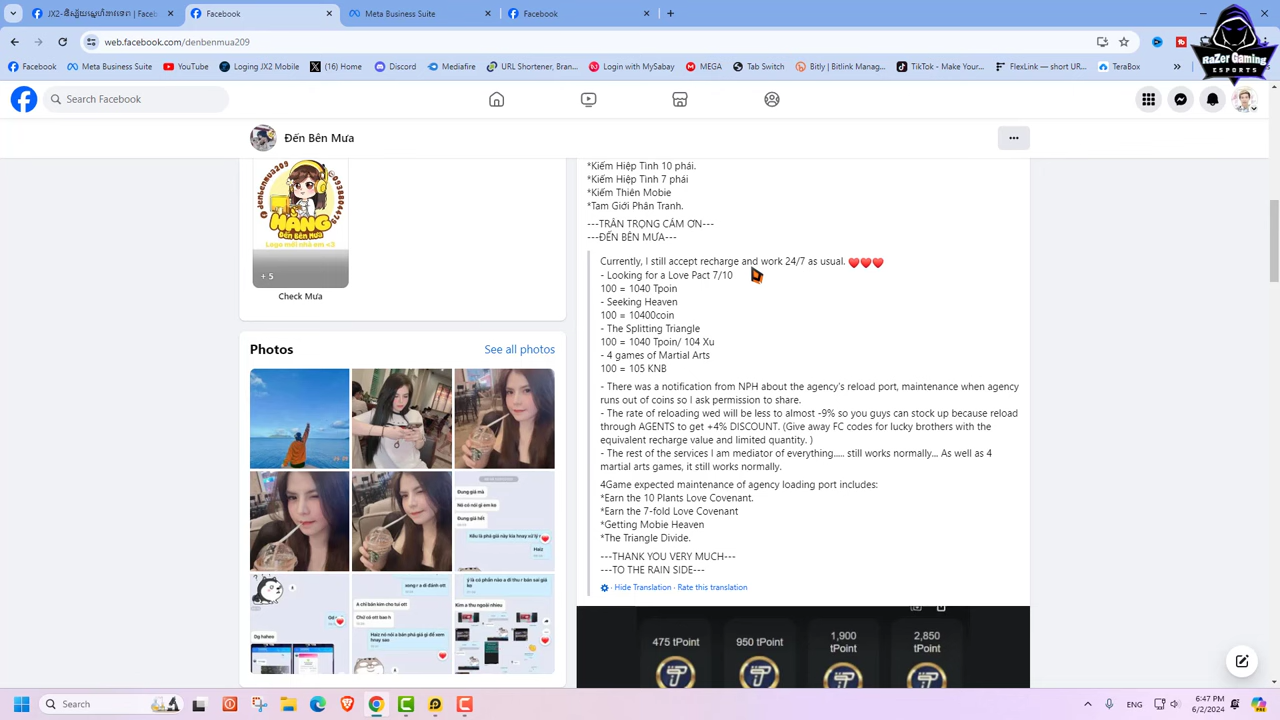 JX2-
Facebook
Meta Business Suite
Facebook
web.facebook.com/denbenmua209
Facebook
Meta Business Suite
YouTube
Loging JX2 Mobile
(16) Home
Discord
Mediafire
URL Shortener, Bran...
Login with MySabay
MEGA
Tab Switch
Bitly | Bitlink Manag...
TikTok - Make Your...
FlexLink — short UR...
TeraBox
RaZer Gaming
ESPORTS
Search Facebook
Đến Bên Mưa
*Kiếm Hiệp Tình 10 phái.
*Kiếm Hiệp Tình 7 phái
*Kiếm Thiên Mobie
*Tam Giới Phân Tranh.
---TRÂN TRỌNG CÁM ƠN---
---ĐẾN BÊN MƯA---
Currently, I still accept recharge and work 24/7 as usual.
- Looking for a Love Pact 7/10
100 = 1040 Tpoin
- Seeking Heaven
100 = 10400coin
- The Splitting Triangle
100 = 1040 Tpoin/ 104 Xu
- 4 games of Martial Arts
100 = 105 KNB
- There was a notification from NPH about the agency's reload port, maintenance when agency
runs out of coins so I ask permission to share.
- The rate of reloading wed will be less to almost -9% so you guys can stock up because reload
through AGENTS to get +4% DISCOUNT. (Give away FC codes for lucky brothers with the
equivalent recharge value and limited quantity. )
- The rest of the services I am mediator of everything..... still works normally... As well as 4
martial arts games, it still works normally.
4Game expected maintenance of agency loading port includes:
*Earn the 10 Plants Love Covenant.
*Earn the 7-fold Love Covenant
*Getting Mobie Heaven
*The Triangle Divide.
---THANK YOU VERY MUCH---
---TO THE RAIN SIDE---
· Hide Translation · Rate this translation
475 tPoint
950 tPoint
1,900
tPoint
2,850
tPoint
Đến Bên Mưa
+ 5
Check Mưa
Photos
See all photos
Search
ENG
6:47 PM
6/2/2024